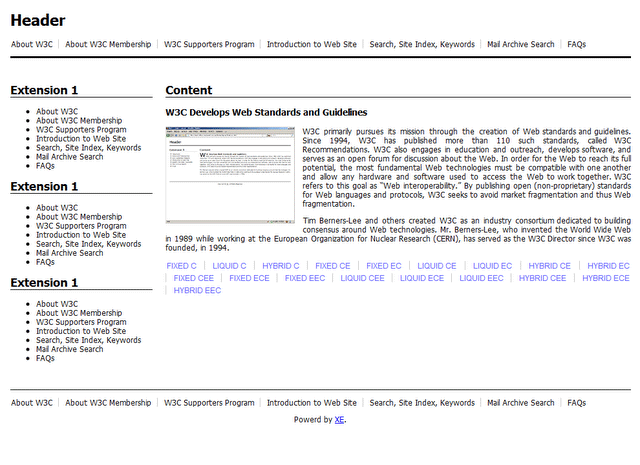 Header
About W3C About W3C Membership W3C Supporters Program Introduction to Web Site Search, Site Index, Keywords Mail Archive Search FAQs
Extension 1
About W3C
About W3C Membership
W3C Supporters Program
Introduction to Web Site
Search, Site Index, Keywords
Mail Archive Search
FAQs
Extension 1
About W3C
About W3C Membership
W3C Supporters Program
Introduction to Web Site
Search, Site Index, Keywords
Mail Archive Search
FAQs
Extension 1
About W3C
About W3C Membership
W3C Supporters Program
Introduction to Web Site
Search, Site Index, Keywords
Mail Archive Search
FAQs
Content
W3C Develops Web Standards and Guidelines
W3C primarily pursues its mission through the creation of Web standards and guidelines.
Since 1994, W3C has published more than 110 such standards, called W3C
Recommendations. W3C also engages in education and outreach, develops software, and
serves as an open forum for discussion about the Web. In order for the Web to reach its full
potential, the most fundamental Web technologies must be compatible with one another
and allow any hardware and software used to access the Web to work together. W3C
refers to this goal as "Web interoperability." By publishing open (non-proprietary) standards
for Web languages and protocols, W3C seeks to avoid market fragmentation and thus Web
fragmentation.
Tim Berners-Lee and others created W3C as an industry consortium dedicated to building
consensus around Web technologies. Mr. Berners-Lee, who invented the World Wide Web
in 1989 while working at the European Organization for Nuclear Research (CERN), has served as the W3C Director since W3C was
founded, in 1994.
FIXED C LIQUID C HYBRID C FIXED CE FIXED EC LIQUID CE LIQUID EC HYBRID CE HYBRID EC
FIXED CEE FIXED ECE FIXED EEC LIQUID CEE LIQUID ECE LIQUID EEC HYBRID CEE HYBRID ECE
HYBRID EEC
About W3C About W3C Membership W3C Supporters Program Introduction to Web Site Search, Site Index, Keywords Mail Archive Search FAQs
Powered by XE.